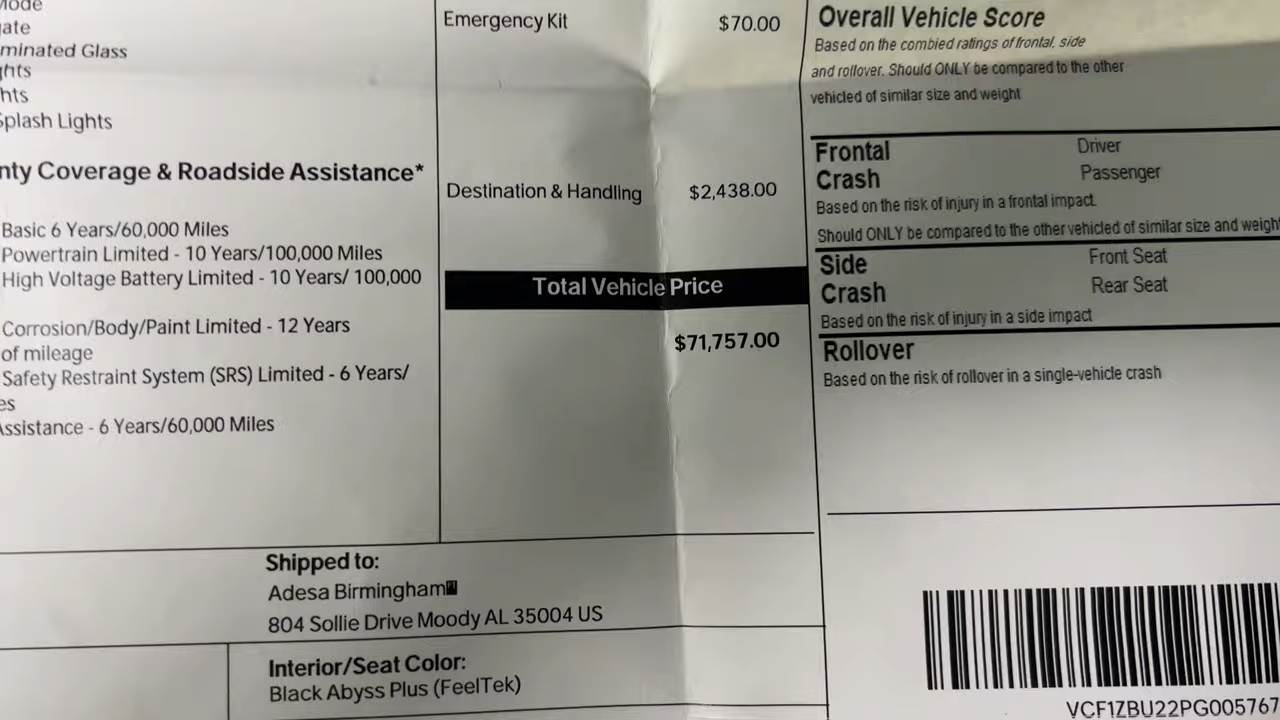 minated Glass
Splash Lights
nty Coverage & Roadside Assistance*
Basic 6 Years/60,000 Miles
Powertrain Limited - 10 Years/100,000 Miles
High Voltage Battery Limited - 10 Years/ 100,000
Corrosion/Body/Paint Limited - 12 Years
of mileage
Safety Restraint System (SRS) Limited - 6 Years/
es
Assistance - 6 Years/60,000 Miles
Emergency Kit $70.00
Destination & Handling $2,438.00
Total Vehicle Price
$71,757.00
Overall Vehicle Score
Based on the combied ratings of frontal, side
and rollover. Should ONLY be compared to the other
vehicled of similar size and weight
Frontal Driver
Crash Passenger
Based on the risk of injury in a frontal impact.
Should ONLY be compared to the other vehicled of similar size and weight
Side Front Seat
Crash Rear Seat
Based on the risk of injury in a side impact
Rollover
Based on the risk of rollover in a single-vehicle crash
Shipped to:
Adesa Birmingham
804 Sollie Drive Moody AL 35004 US
Interior/Seat Color:
Black Abyss Plus (FeelTek)
VCF1ZBU22PG005767